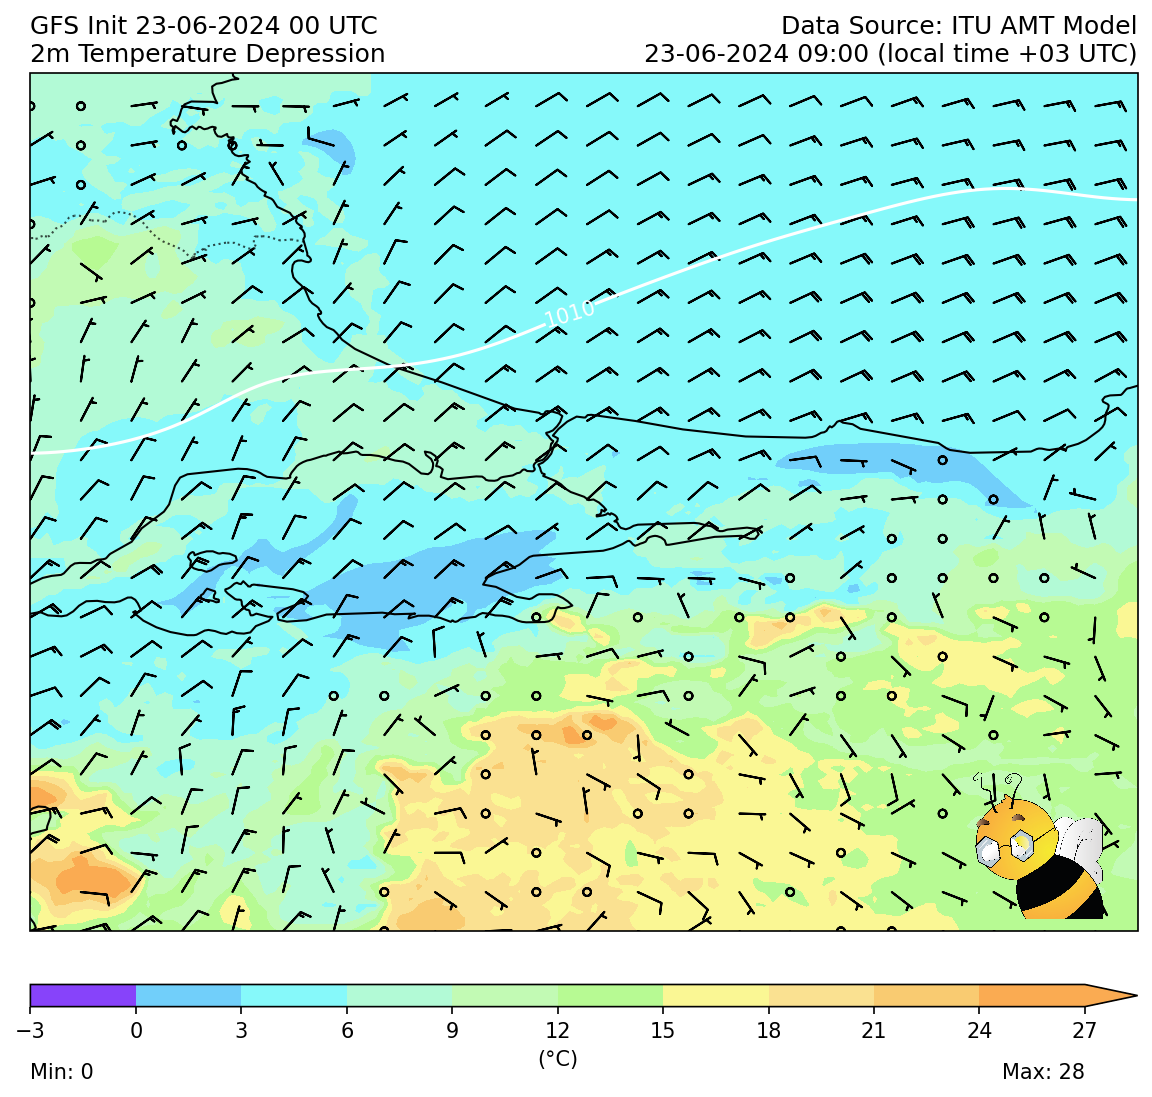 GFS Init 23-06-2024 00 UTC
Data Source: ITU AMT Model
2m Temperature Depression
23-06-2024 09:00 (local time +03 UTC)
1010
−3 0 3 6 9 12 15 18 21 24 27
(°C)
Min: 0
Max: 28